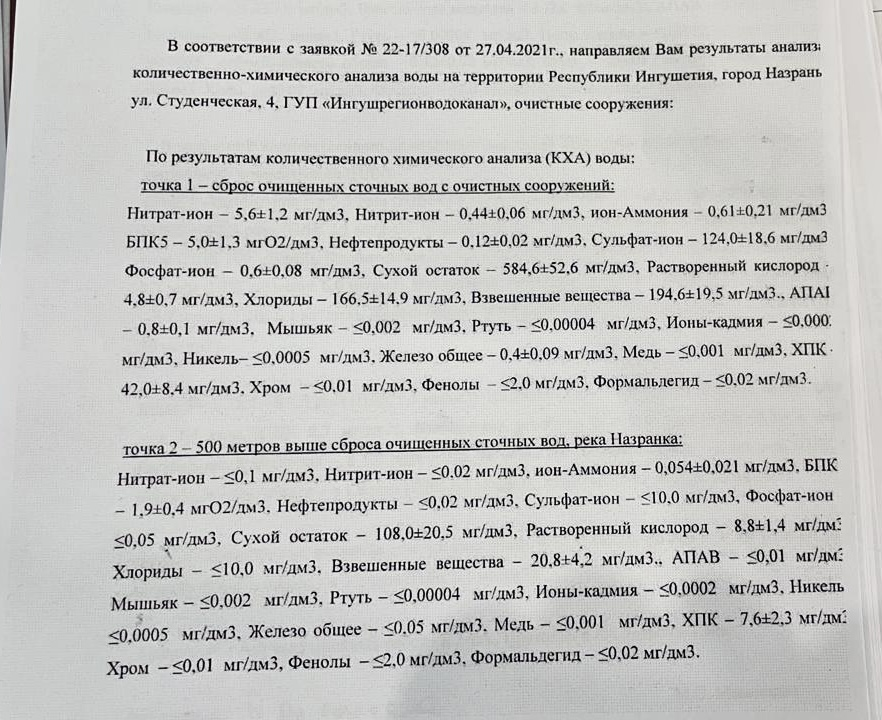 В соответствии с заявкой № 22-17/308 от 27.04.2021г., направляем Вам результаты анализ
количественно-химического анализа воды на территории Республики Ингушетия, город Назрань
ул. Студенческая, 4, ГУП «Ингушрегионводоканал», очистные сооружения:
По результатам количественного химического анализа (КХА) воды:
точка 1 – сброс очищенных сточных вод с очистных сооружений:
Нитрат-ион – 5,6±1,2 мг/дм3, Нитрит-ион – 0,44±0,06 мг/дм3, ион-Аммония – 0,61±0,21 мг/дм3
БПК5 – 5,0±1,3 мгО2/дм3, Нефтепродукты – 0,12±0,02 мг/дм3, Сульфат-ион – 124,0±18,6 мг/дм3
Фосфат-ион – 0,6±0,08 мг/дм3, Сухой остаток – 584,6±52,6 мг/дм3, Растворенный кислород -
4,8±0,7 мг/дм3, Хлориды – 166,5±14,9 мг/дм3, Взвешенные вещества – 194,6±19,5 мг/дм3., АПАІ
– 0,8±0,1 мг/дм3, Мышьяк – ≤0,002 мг/дм3, Ртуть – ≤0,00004 мг/дм3, Ионы-кадмия – ≤0,000
мг/дм3, Никель– ≤0,0005 мг/дм3, Железо общее – 0,4±0,09 мг/дм3, Медь – ≤0,001 мг/дм3, ХПК -
42,0±8,4 мг/дм3, Хром – ≤0,01 мг/дм3, Фенолы – ≤2,0 мг/дм3, Формальдегид – ≤0,02 мг/дм3.
точка 2 – 500 метров выше сброса очищенных сточных вод, река Назранка:
Нитрат-ион – ≤0,1 мг/дм3, Нитрит-ион – ≤0,02 мг/дм3, ион-Аммония – 0,054±0,021 мг/дм3, БПК
– 1,9±0,4 мгО2/дм3, Нефтепродукты – ≤0,02 мг/дм3, Сульфат-ион – ≤10,0 мг/дм3, Фосфат-ион
≤0,05 мг/дм3, Сухой остаток – 108,0±20,5 мг/дм3, Растворенный кислород – 8,8±1,4 мг/дм3
Хлориды – ≤10,0 мг/дм3, Взвешенные вещества – 20,8±4,2 мг/дм3., АПАВ – ≤0,01 мг/дм3
Мышьяк – ≤0,002 мг/дм3, Ртуть – ≤0,00004 мг/дм3, Ионы-кадмия – ≤0,0002 мг/дм3, Никель
≤0,0005 мг/дм3, Железо общее – ≤0,05 мг/дм3, Медь – ≤0,001 мг/дм3, ХПК – 7,6±2,3 мг/дм3
Хром – ≤0,01 мг/дм3, Фенолы – ≤2,0 мг/дм3, Формальдегид – ≤0,02 мг/дм3.